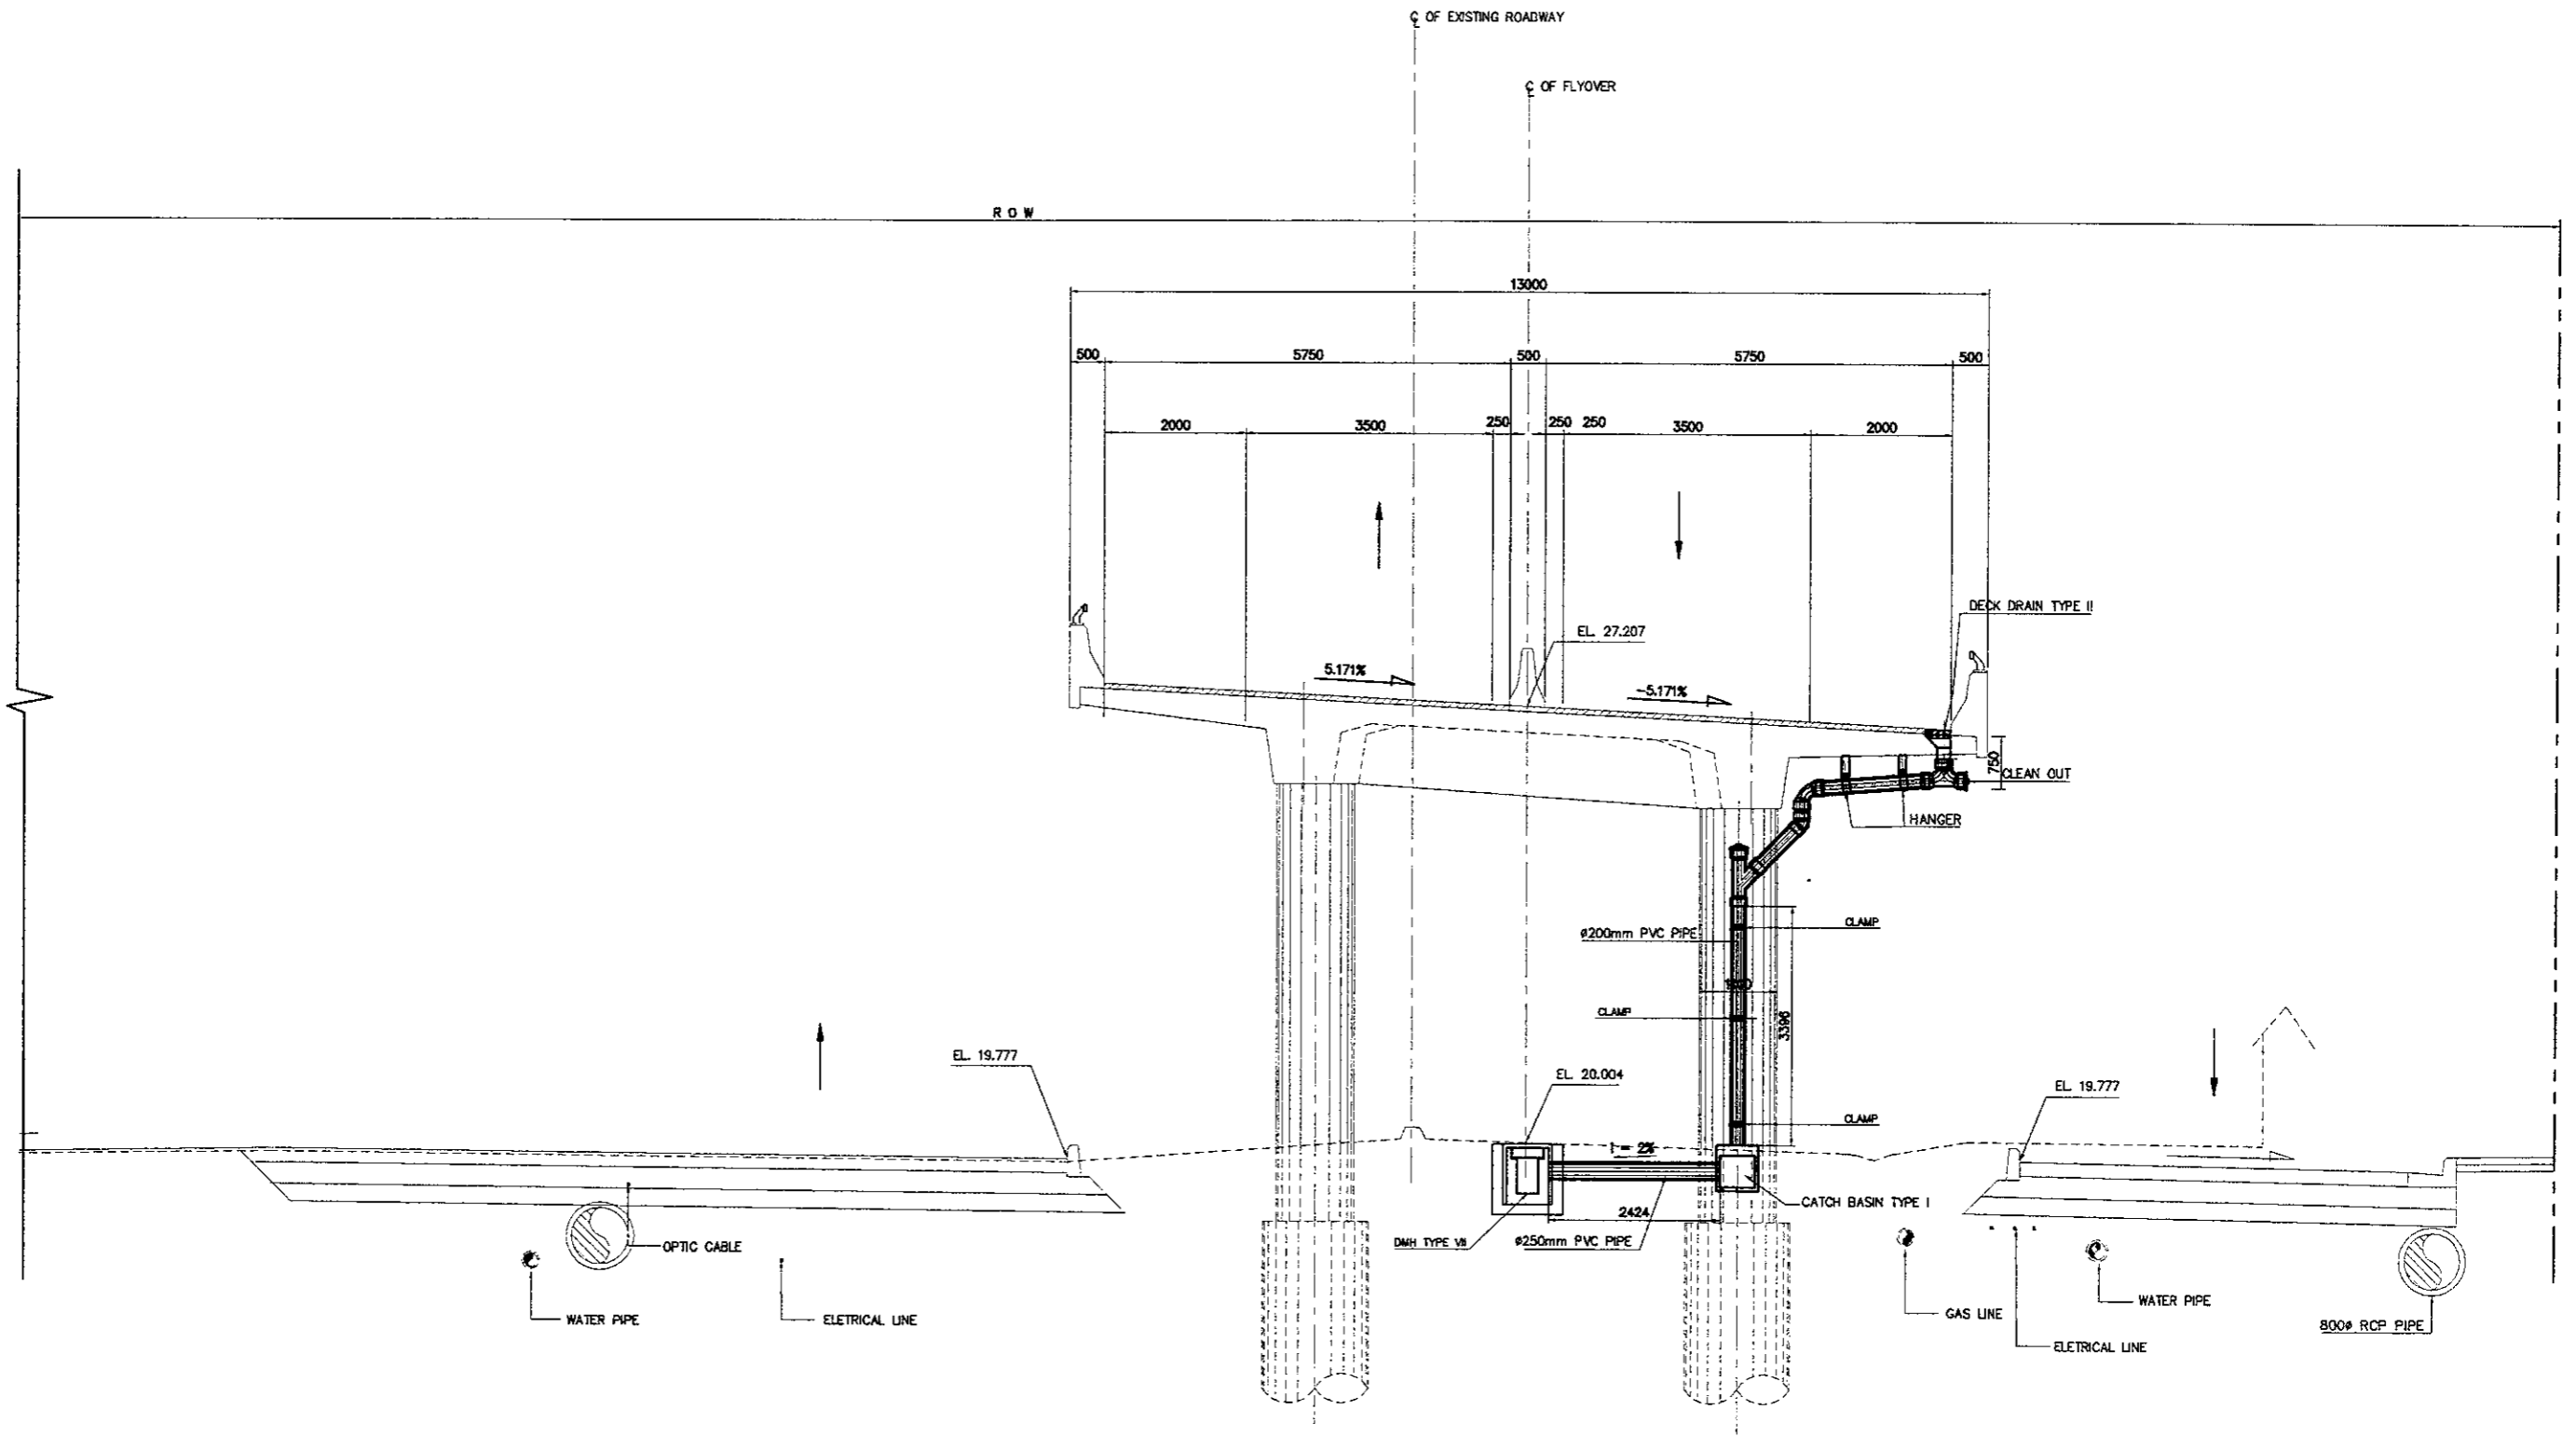 ℄ OF EXISTING ROADWAY
℄ OF FLYOVER
R O W
13000
500 5750 500 5750 500
2000 3500 250 250 250 3500 2000
DECK DRAIN TYPE II
EL. 27.207
5.171%
-5.171%
750
CLEAN OUT
HANGER
CLAMP
ø200mm PVC PIPE
CLAMP
3396
EL. 19.777
EL. 20.004
EL. 19.777
CLAMP
I = 2%
CATCH BASIN TYPE I
2424
DMH TYPE VII
ø250mm PVC PIPE
OPTIC CABLE
WATER PIPE
ELETRICAL LINE
GAS LINE
WATER PIPE
800ø RCP PIPE
ELETRICAL LINE